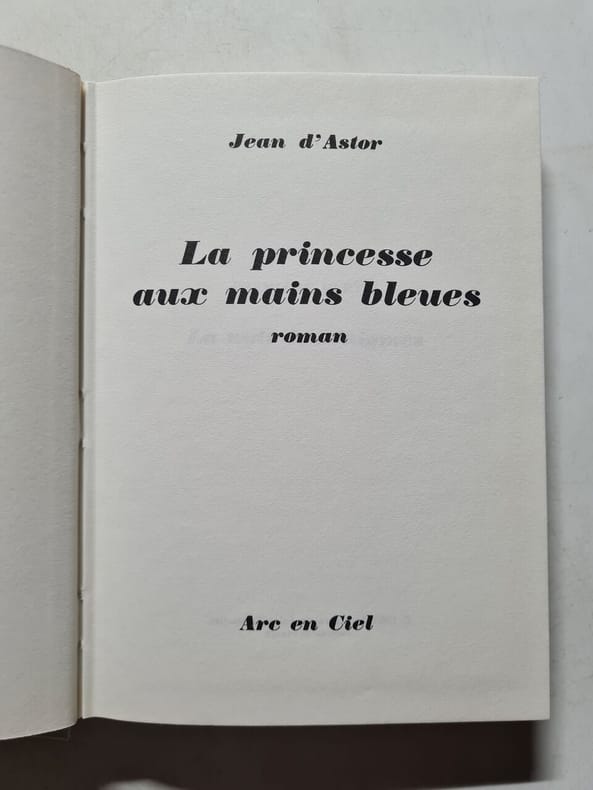 Jean d'Astor
La princesse
aux mains bleues
roman
Arc en Ciel